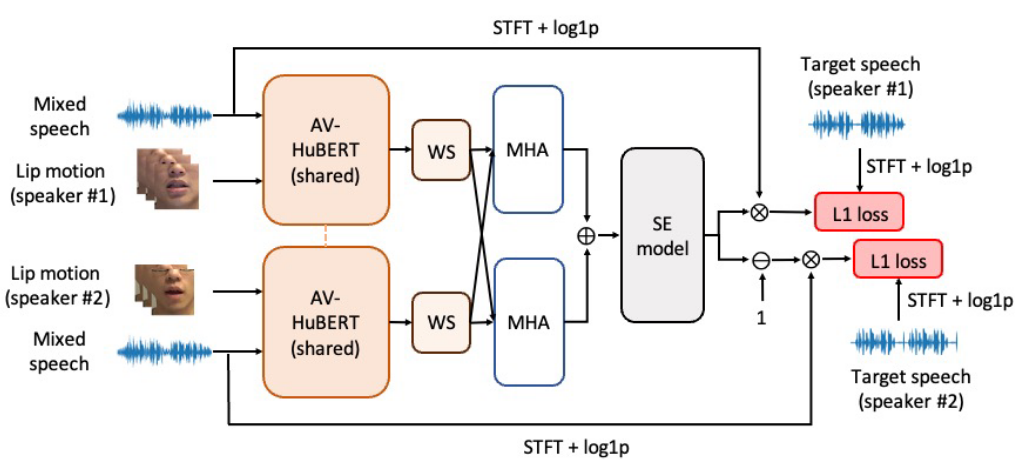 STFT + log1p
Mixed
speech
Lip motion
(speaker #1)
AV-
HuBERT
(shared)
WS
MHA
Target speech
(speaker #1)
STFT + log1p
L1 loss
SE
model
Lip motion
(speaker #2)
Mixed
speech
AV-
HuBERT
(shared)
WS
MHA
1
L1 loss
STFT + log1p
Target speech
(speaker #2)
STFT + log1p